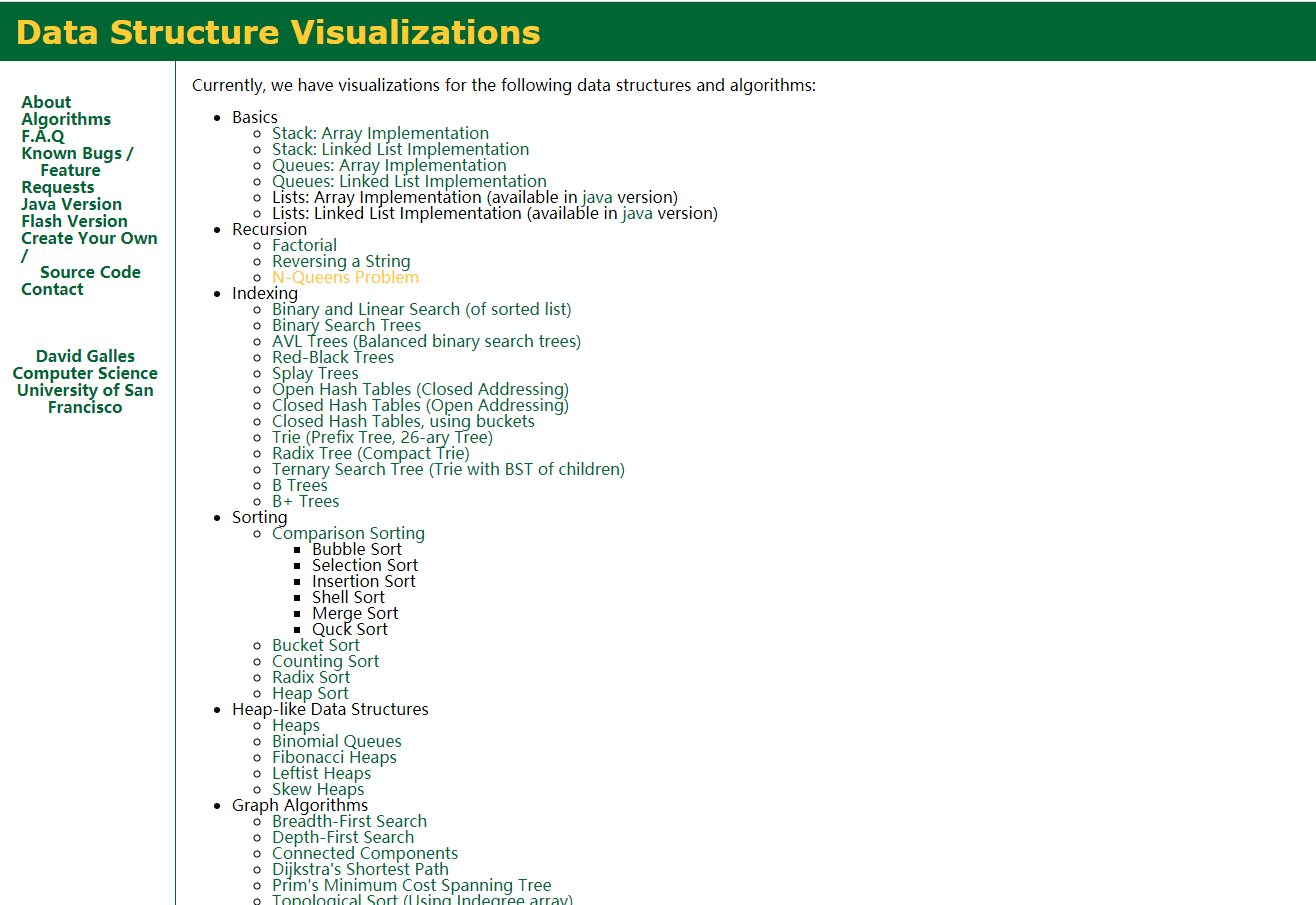 Data Structure Visualizations
About
Algorithms
F.A.Q
Known Bugs /
Feature
Requests
Java Version
Flash Version
Create Your Own
/
Source Code
Contact
David Galles
Computer Science
University of San
Francisco
Currently, we have visualizations for the following data structures and algorithms:
Basics
Stack: Array Implementation
Stack: Linked List Implementation
Queues: Array Implementation
Queues: Linked List Implementation
Lists: Array Implementation (available in java version)
Lists: Linked List Implementation (available in java version)
Recursion
Factorial
Reversing a String
N-Queens Problem
Indexing
Binary and Linear Search (of sorted list)
Binary Search Trees
AVL Trees (Balanced binary search trees)
Red-Black Trees
Splay Trees
Open Hash Tables (Closed Addressing)
Closed Hash Tables (Open Addressing)
Closed Hash Tables, using buckets
Trie (Prefix Tree, 26-ary Tree)
Radix Tree (Compact Trie)
Ternary Search Tree (Trie with BST of children)
B Trees
B+ Trees
Sorting
Comparison Sorting
Bubble Sort
Selection Sort
Insertion Sort
Shell Sort
Merge Sort
Quck Sort
Bucket Sort
Counting Sort
Radix Sort
Heap Sort
Heap-like Data Structures
Heaps
Binomial Queues
Fibonacci Heaps
Leftist Heaps
Skew Heaps
Graph Algorithms
Breadth-First Search
Depth-First Search
Connected Components
Dijkstra's Shortest Path
Prim's Minimum Cost Spanning Tree
Topological Sort (Using Indegree array)